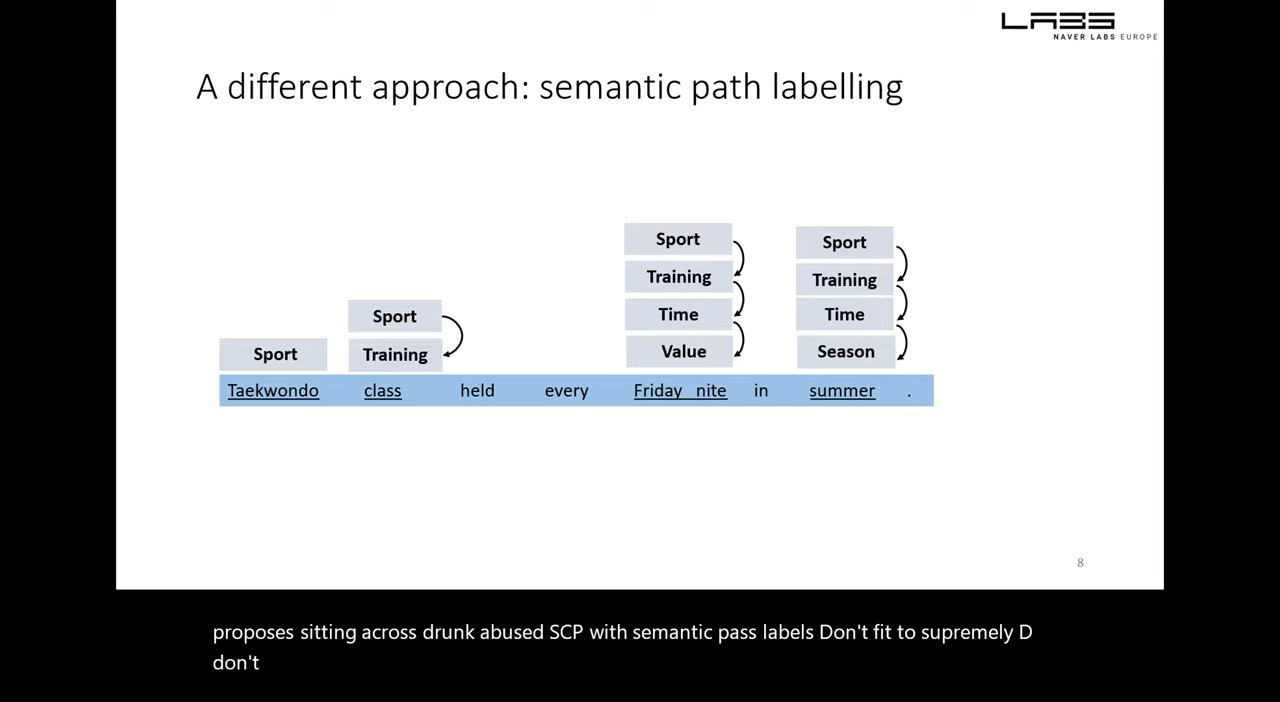 LABS
NAVER LABS EUROPE
A different approach: semantic path labelling
Sport Sport
Training Training
Sport Time Time
Sport Training Value Season
Taekwondo class held every Friday nite in summer .
8
proposes sitting across drunk abused SCP with semantic pass labels Don't fit to supremely D
don't